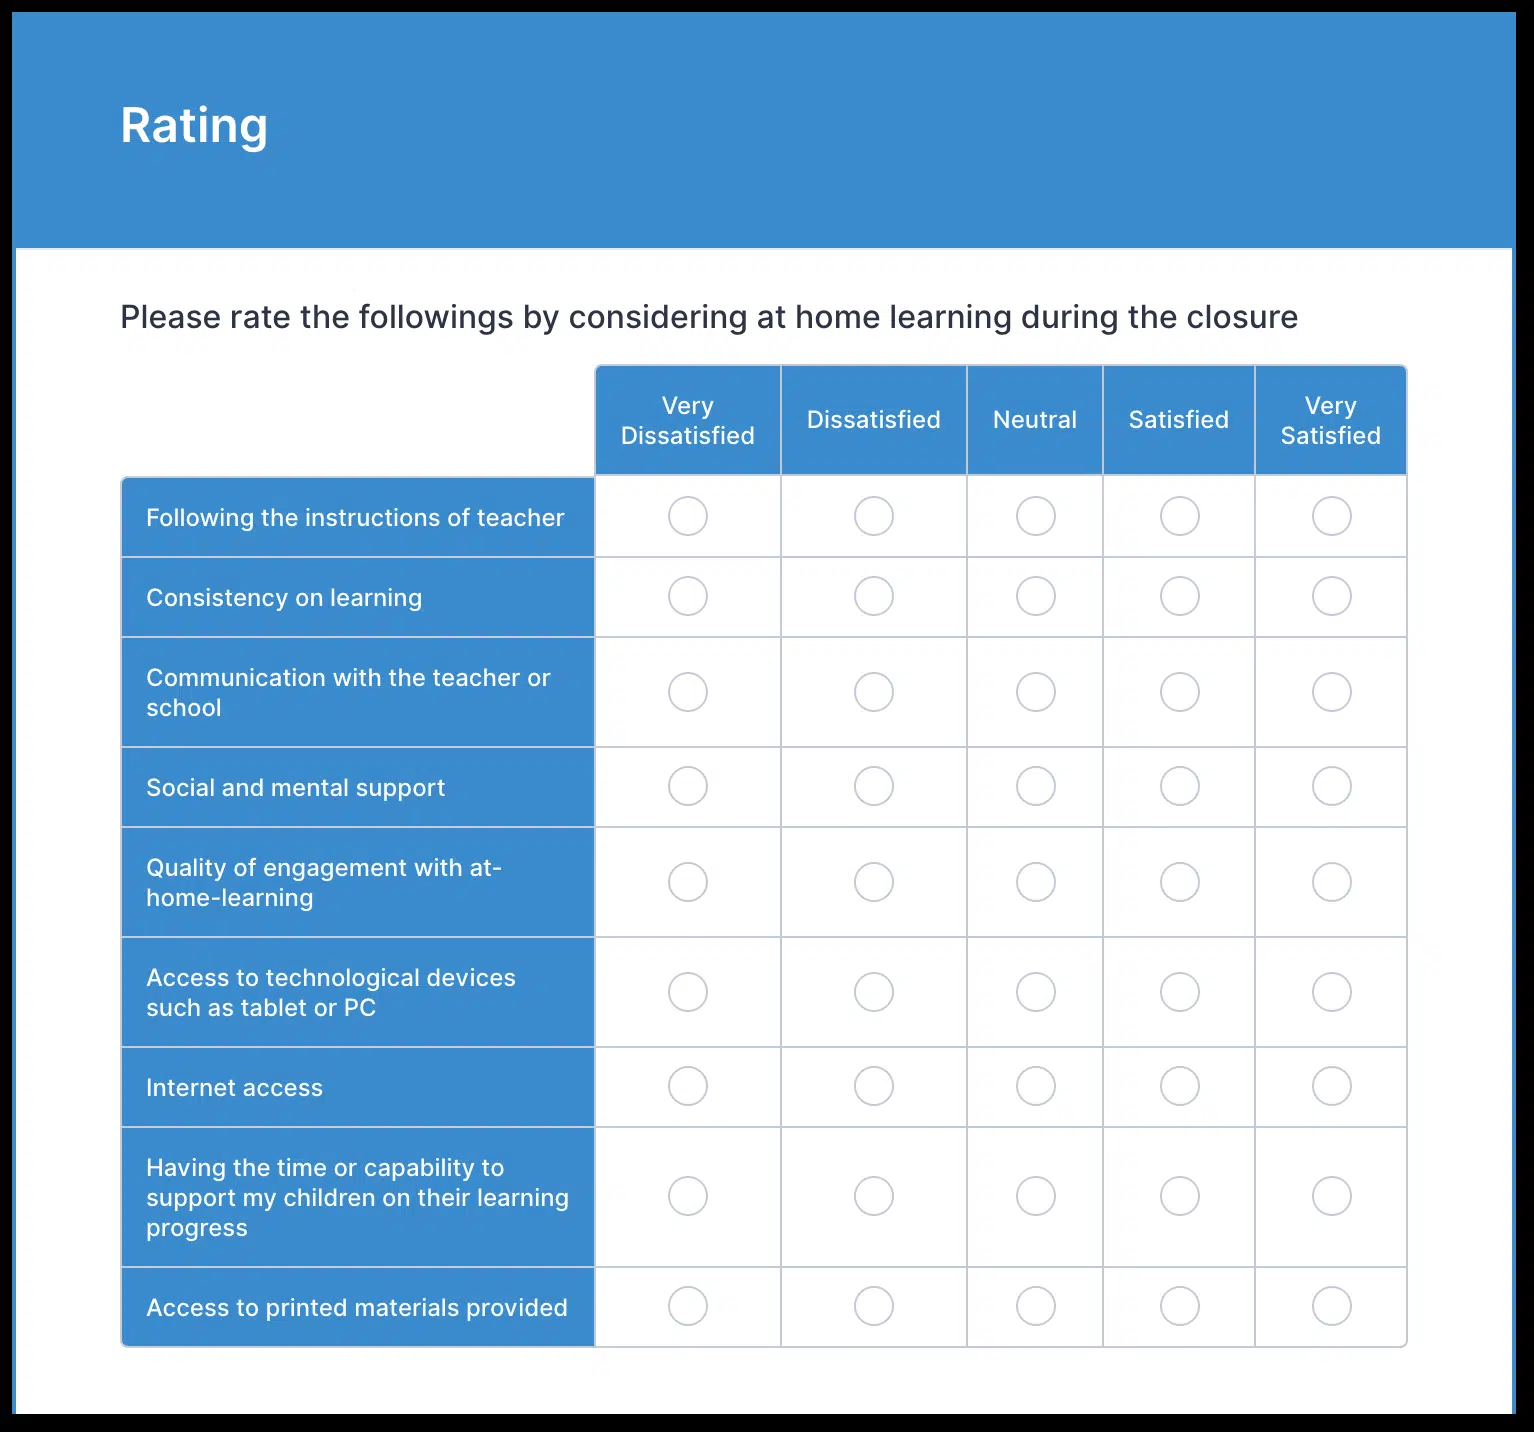 Rating
Please rate the followings by considering at home learning during the closure
Very
Dissatisfied
Dissatisfied
Neutral
Satisfied
Very
Satisfied
Following the instructions of teacher
Consistency on learning
Communication with the teacher or
school
Social and mental support
Quality of engagement with at-
home-learning
Access to technological devices
such as tablet or PC
Internet access
Having the time or capability to
support my children on their learning
progress
Access to printed materials provided